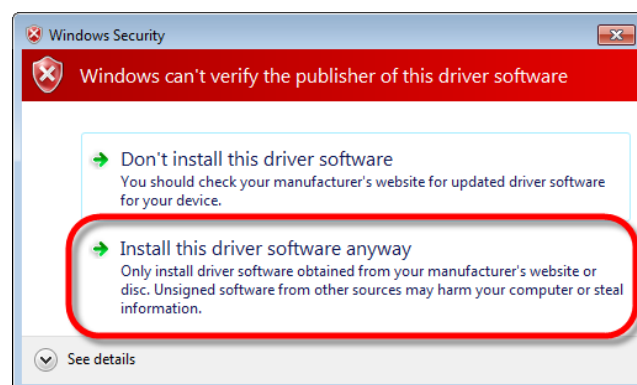 Windows Security
Windows can't verify the publisher of this driver software
Don't install this driver software
You should check your manufacturer's website for updated driver software
for your device.
Install this driver software anyway
Only install driver software obtained from your manufacturer's website or
disc. Unsigned software from other sources may harm your computer or steal
information.
See details